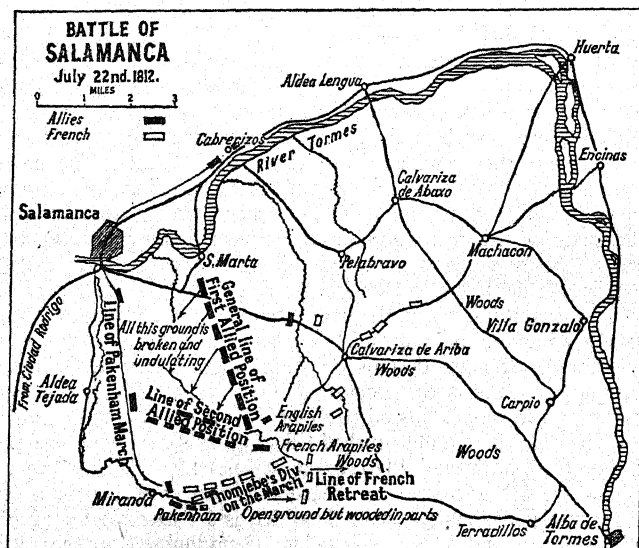 BATTLE OF
SALAMANCA
July 22nd. 1812.
0 1 2 3
MILES
Allies
French
Huerta
Aldea Lengua
Cabrerizos
River Tormes
Encinas
Calvariza
de Abaxo
Salamanca
S. Marta
Pelabravo
Machacon
General line of
First Allied Position
All this ground is
broken and
undulating
Woods
Villa Gonzalo
From Ciudad Rodrigo
Line of Pakenham March
Calvariza de Ariba
Woods
Aldea
Tejada
Line of Second
Allied Position
English
Arapiles
Carpio
French Arapiles
Woods
Woods
Thomiebe's Div.
on the March
Line of French
Retreat
Miranda
Pakenham
Open ground but wooded in parts
Terradillos
Alba de
Tormes